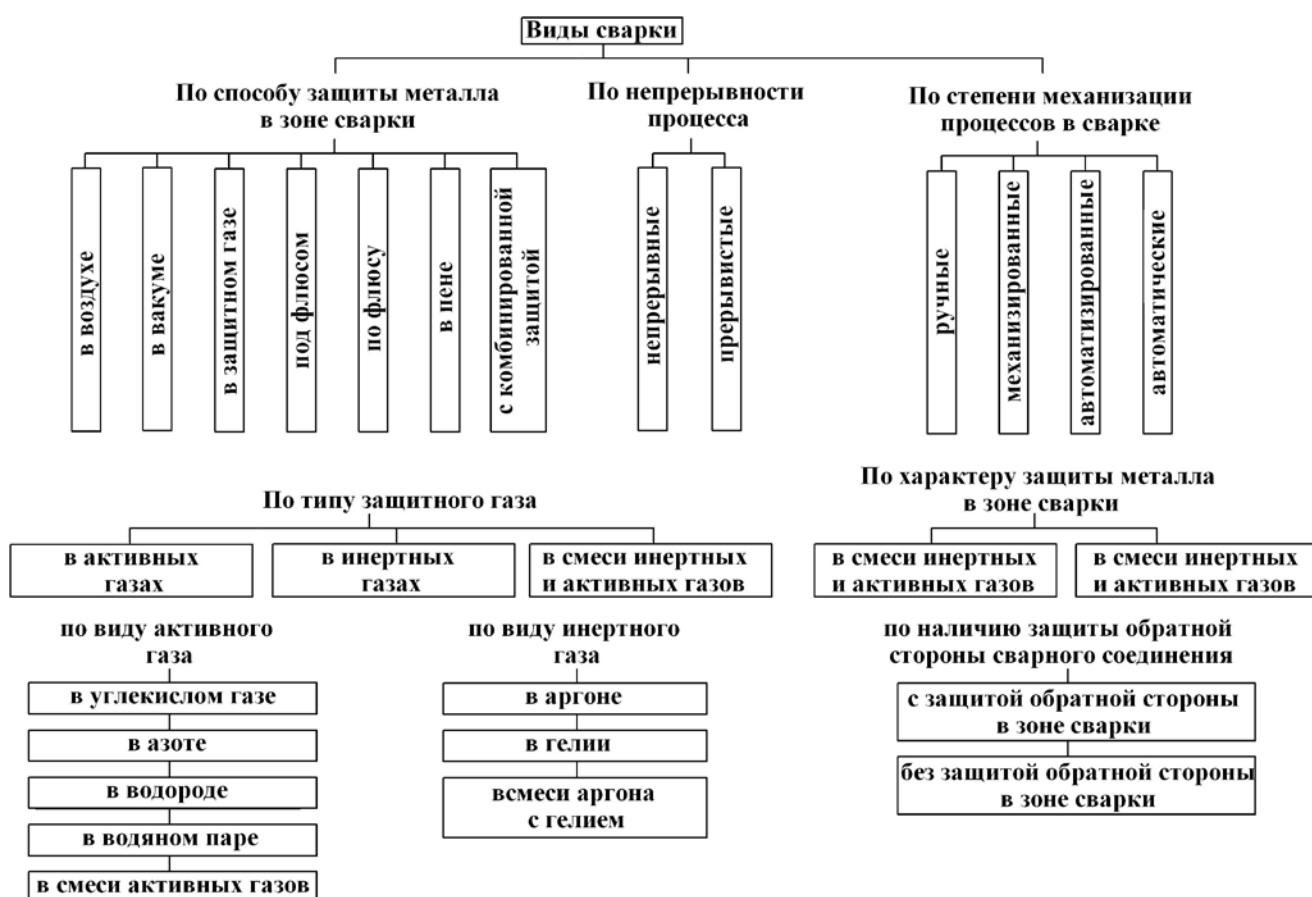 Виды сварки
По способу защиты металла
в зоне сварки
По непрерывности
процесса
По степени механизации
процессов в сварке
в воздухе
в вакуме
в защитном газе
под флюсом
по флюсу
в пене
с комбинированной
защитой
непрерывные
прерывистые
ручные
механизированные
автоматизированные
автоматические
По типу защитного газа
По характеру защиты металла
в зоне сварки
в активных
газах
в инертных
газах
в смеси инертных
и активных газов
в смеси инертных
и активных газов
в смеси инертных
и активных газов
по виду активного
газа
в углекислом газе
в азоте
в водороде
в водяном паре
в смеси активных газов
по виду инертного
газа
в аргоне
в гелии
всмеси аргона
с гелием
по наличию защиты обратной
стороны сварного соединения
с защитой обратной стороны
в зоне сварки
без защитой обратной стороны
в зоне сварки